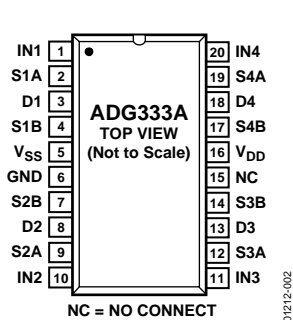 IN1 1
S1A 2
D1 3
S1B 4
VSS 5
GND 6
S2B 7
D2 8
S2A 9
IN2 10
ADG333A
TOP VIEW
(Not to Scale)
20 IN4
19 S4A
18 D4
17 S4B
16 VDD
15 NC
14 S3B
13 D3
12 S3A
11 IN3
NC = NO CONNECT
01212-002